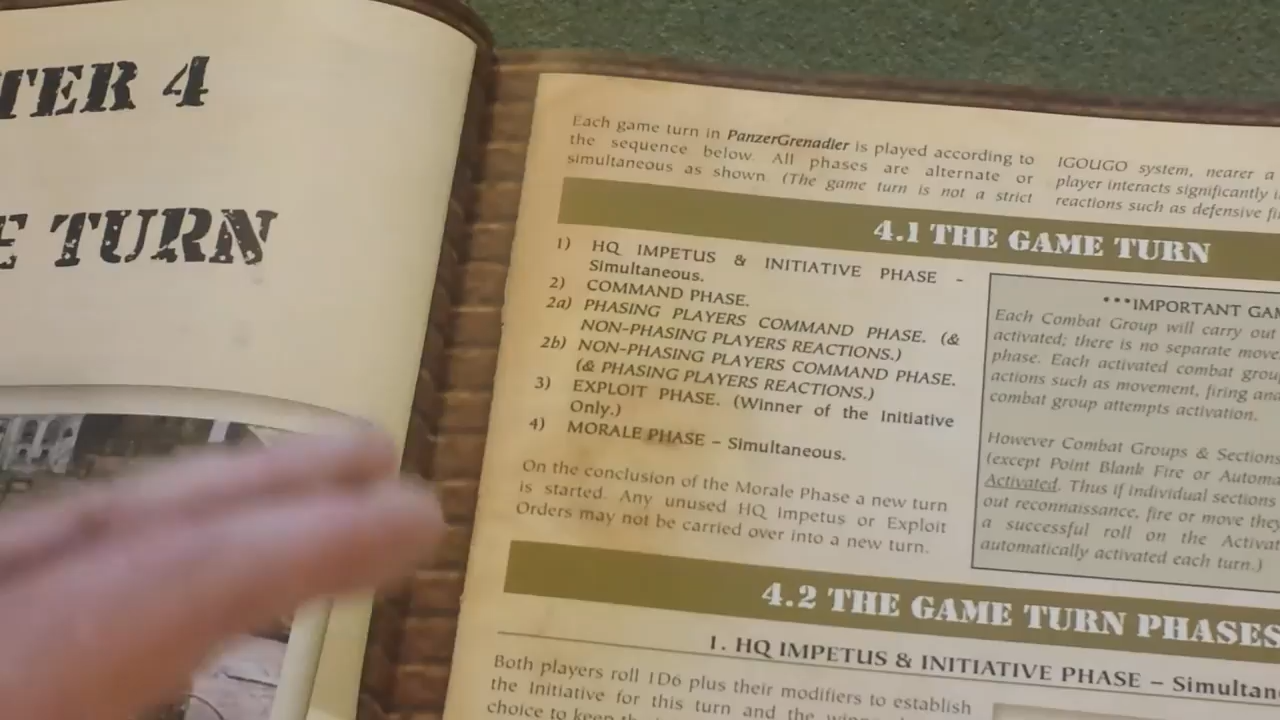 TER 4
E TURN
Each game turn in PanzerGrenadier is played according to
the sequence below. All phases are alternate or
simultaneous as shown. (The game turn is not a strict
IGOUGO system, nearer a
player interacts significantly
reactions such as defensive
4.1 THE GAME TURN
1) HQ IMPETUS & INITIATIVE PHASE -
Simultaneous.
2) COMMAND PHASE.
2a) PHASING PLAYERS COMMAND PHASE. (&
NON-PHASING PLAYERS REACTIONS.)
2b) NON-PHASING PLAYERS COMMAND PHASE.
(& PHASING PLAYERS REACTIONS.)
3) EXPLOIT PHASE. (Winner of the Initiative
Only.)
4) MORALE PHASE – Simultaneous.
On the conclusion of the Morale Phase a new turn
is started. Any unused HQ Impetus or Exploit
Orders may not be carried over into a new turn.
***IMPORTANT GA
Each Combat Group will carry out
activated; there is no separate move
phase. Each activated combat grou
actions such as movement, firing an
combat group attempts activation.
However Combat Groups & Sections
(except Point Blank Fire or Automa
Activated. Thus if individual sections
out reconnaissance, fire or move they
a successful roll on the Activat
automatically activated each turn.)
4.2 THE GAME TURN PHASES
1. HQ IMPETUS & INITIATIVE PHASE – Simultan
Both players roll 1D6 plus their modifiers to establish
the Initiative for this turn and the
choice to keep